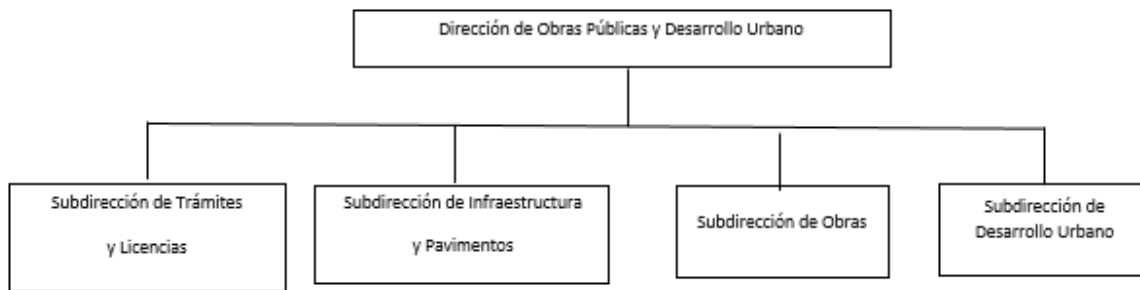 Dirección de Obras Públicas y Desarrollo Urbano
Subdirección de Trámites
y Licencias
Subdirección de Infraestructura
y Pavimentos
Subdirección de Obras
Subdirección de
Desarrollo Urbano